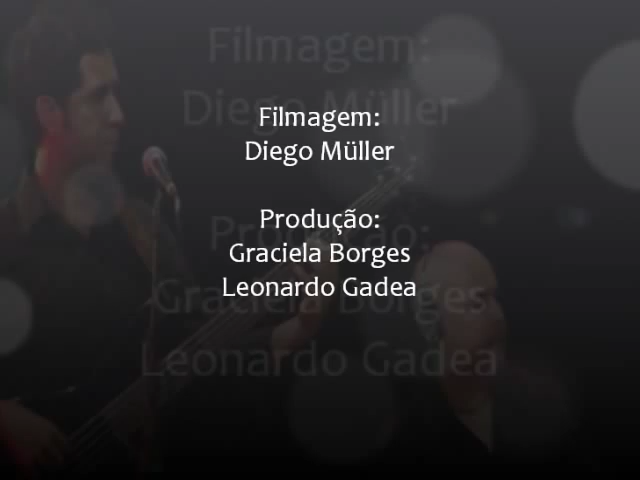 Filmagem:
Diego Müller
Produção:
Graciela Borges
Leonardo Gadea